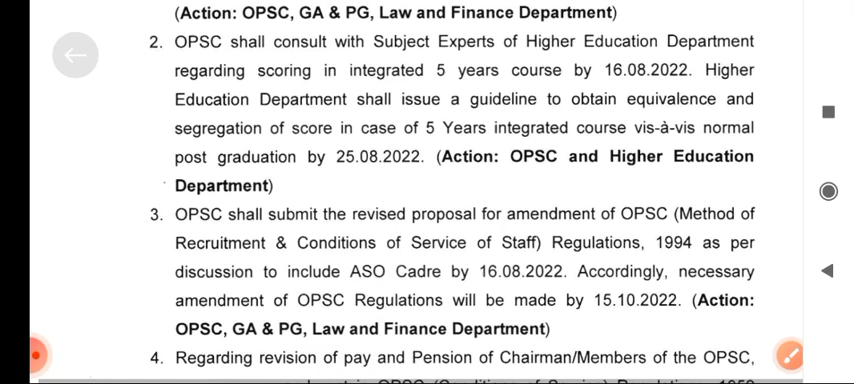 (Action: OPSC, GA & PG, Law and Finance Department)
2. OPSC shall consult with Subject Experts of Higher Education Department
regarding scoring in integrated 5 years course by 16.08.2022. Higher
Education Department shall issue a guideline to obtain equivalence and
segregation of score in case of 5 Years integrated course vis-à-vis normal
post graduation by 25.08.2022. (Action: OPSC and Higher Education
Department)
3. OPSC shall submit the revised proposal for amendment of OPSC (Method of
Recruitment & Conditions of Service of Staff) Regulations, 1994 as per
discussion to include ASO Cadre by 16.08.2022. Accordingly, necessary
amendment of OPSC Regulations will be made by 15.10.2022. (Action:
OPSC, GA & PG, Law and Finance Department)
4. Regarding revision of pay and Pension of Chairman/Members of the OPSC,